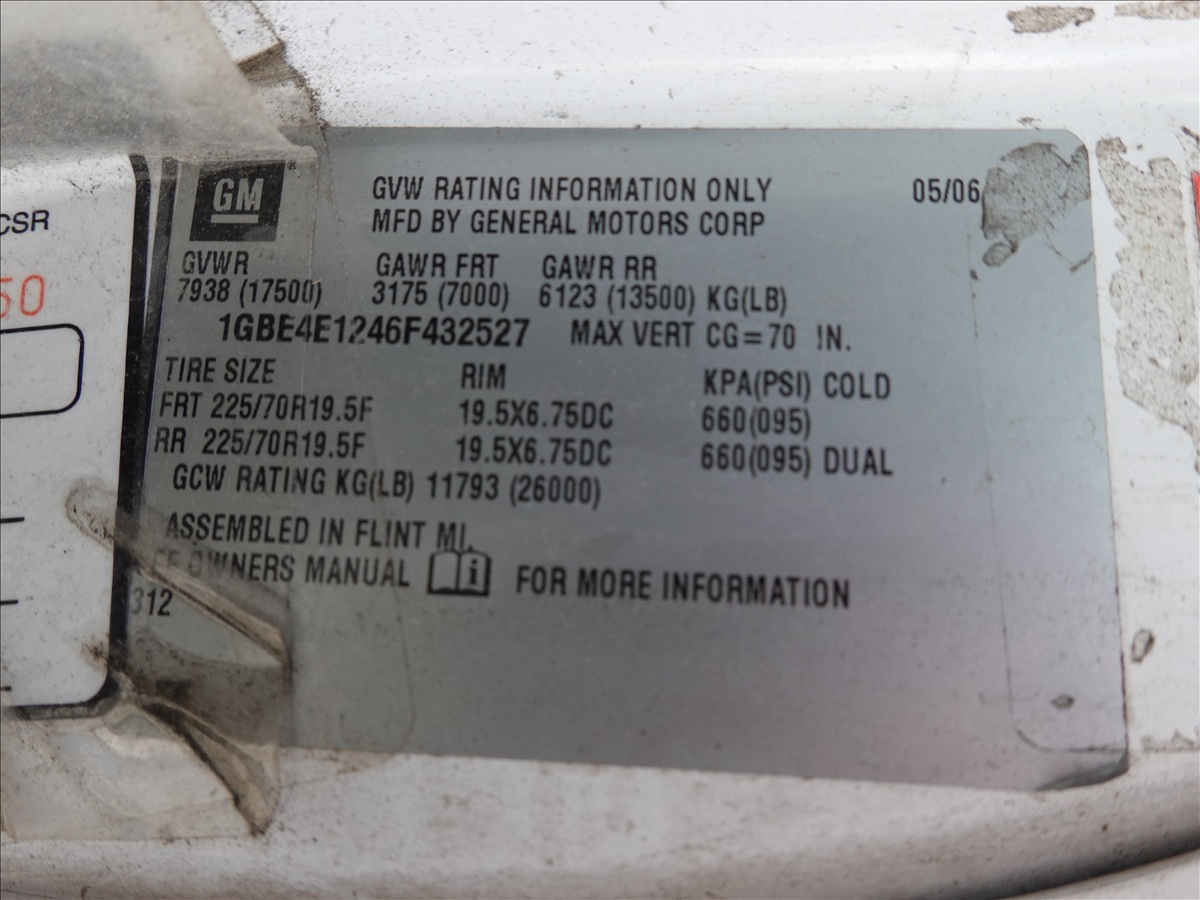 CSR
50
GM
GVW RATING INFORMATION ONLY 05/06
MFD BY GENERAL MOTORS CORP
GVWR GAWR FRT GAWR RR
7938 (17500) 3175 (7000) 6123 (13500) KG(LB)
1GBE4E1246F432527 MAX VERT CG=70 IN.
TIRE SIZE RIM KPA(PSI) COLD
FRT 225/70R19.5F 19.5X6.75DC 660(095)
RR 225/70R19.5F 19.5X6.75DC 660(095) DUAL
GCW RATING KG(LB) 11793 (26000)
ASSEMBLED IN FLINT MI.
OWNERS MANUAL i FOR MORE INFORMATION
312